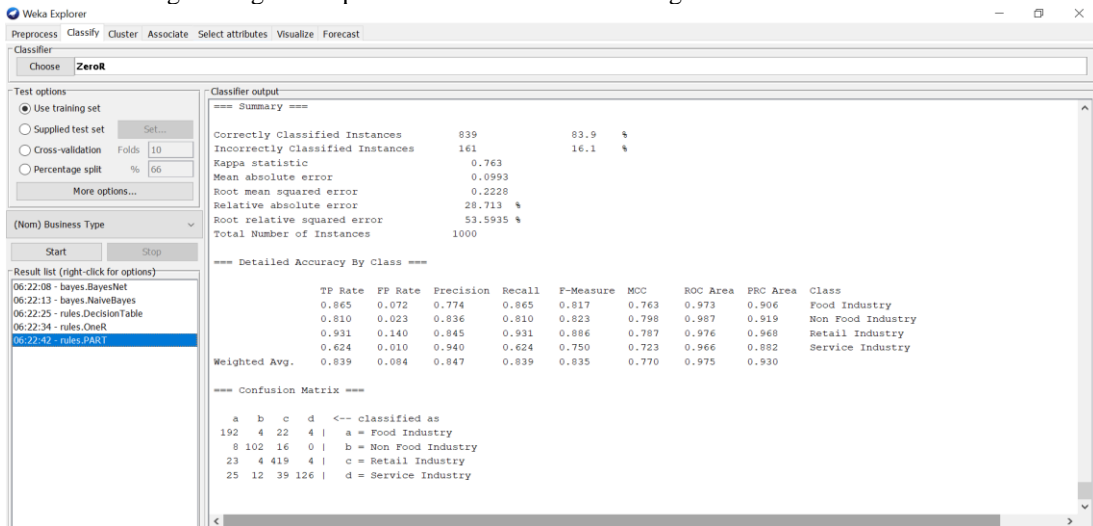 Weka Explorer
Preprocess Classify Cluster Associate Select attributes Visualize Forecast
Classifier
Choose ZeroR
Test options
Use training set
Supplied test set Set...
Cross-validation Folds 10
Percentage split % 66
More options...
(Nom) Business Type
Start Stop
Result list (right-click for options)
06:22:08 - bayes.BayesNet
06:22:13 - bayes.NaiveBayes
06:22:25 - rules.DecisionTable
06:22:34 - rules.OneR
06:22:42 - rules.PART
Classifier output
=== Summary ===
Correctly Classified Instances 839 83.9 %
Incorrectly Classified Instances 161 16.1 %
Kappa statistic 0.763
Mean absolute error 0.0993
Root mean squared error 0.2228
Relative absolute error 28.713 %
Root relative squared error 53.5935 %
Total Number of Instances 1000
=== Detailed Accuracy By Class ===
TP Rate FP Rate Precision Recall F-Measure MCC ROC Area PRC Area Class
0.865 0.072 0.774 0.865 0.817 0.763 0.973 0.906 Food Industry
0.810 0.023 0.836 0.810 0.823 0.798 0.987 0.919 Non Food Industry
0.931 0.140 0.845 0.931 0.886 0.787 0.976 0.968 Retail Industry
0.624 0.010 0.940 0.624 0.750 0.723 0.966 0.882 Service Industry
Weighted Avg. 0.839 0.084 0.847 0.839 0.835 0.770 0.975 0.930
=== Confusion Matrix ===
a b c d <-- classified as
192 4 22 4 | a = Food Industry
8 102 16 0 | b = Non Food Industry
23 4 419 4 | c = Retail Industry
25 12 39 126 | d = Service Industry